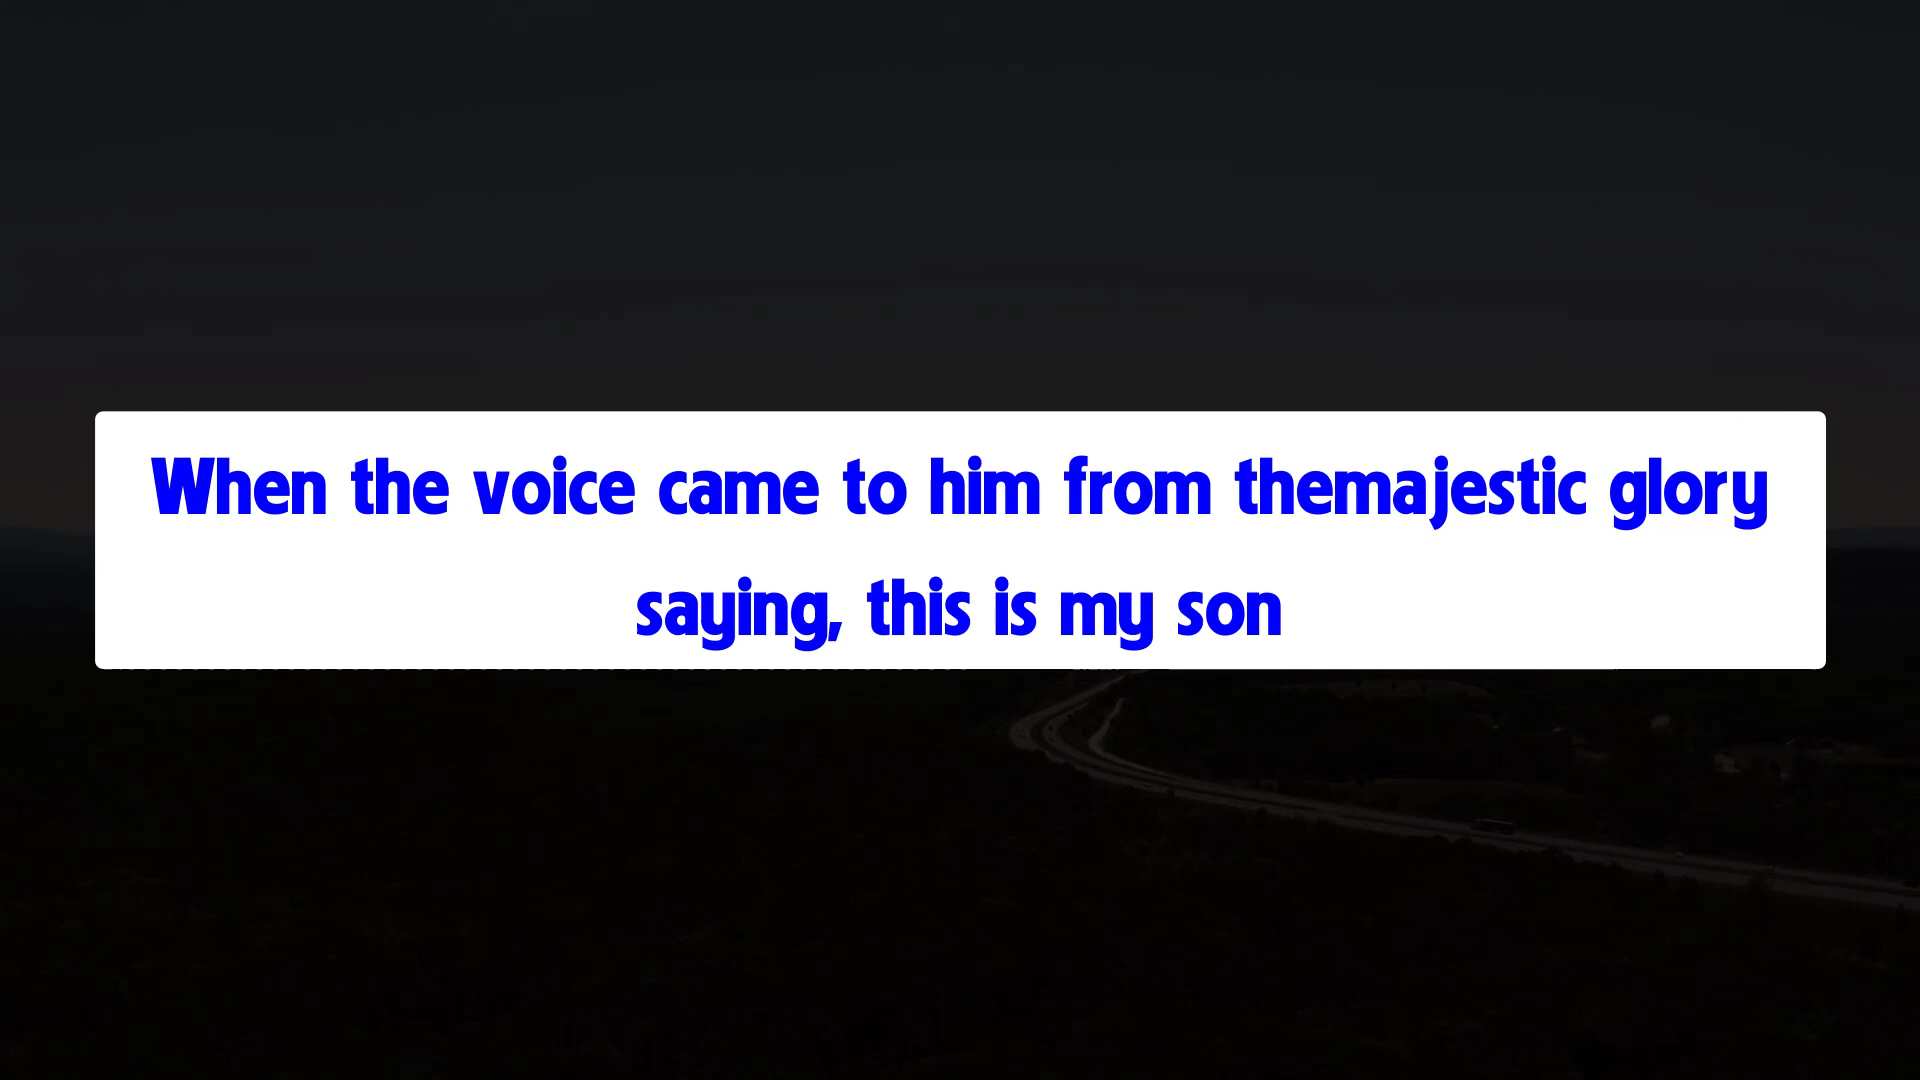 When the voice came to him from themajestic glory
saying, this is my son